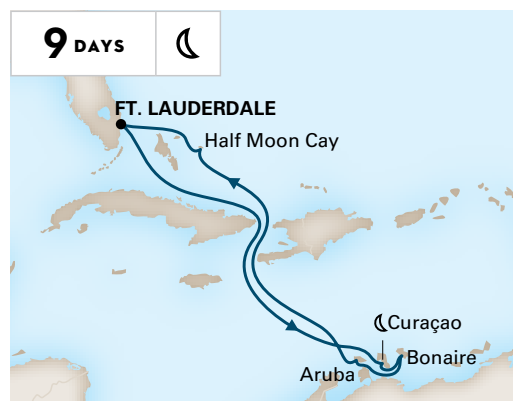 9 DAYS
FT. LAUDERDALE
Half Moon Cay
Curaçao
Bonaire
Aruba